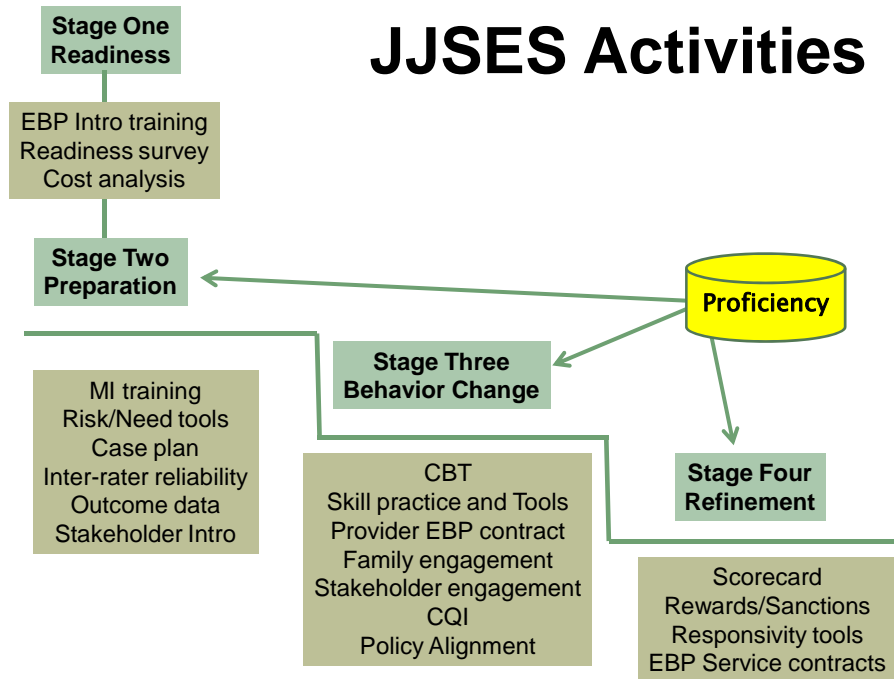 JJSES Activities
Stage One
Readiness
EBP Intro training
Readiness survey
Cost analysis
Stage Two
Preparation
Proficiency
MI training
Risk/Need tools
Case plan
Inter-rater reliability
Outcome data
Stakeholder Intro
Stage Three
Behavior Change
CBT
Skill practice and Tools
Provider EBP contract
Family engagement
Stakeholder engagement
CQI
Policy Alignment
Stage Four
Refinement
Scorecard
Rewards/Sanctions
Responsivity tools
EBP Service contracts